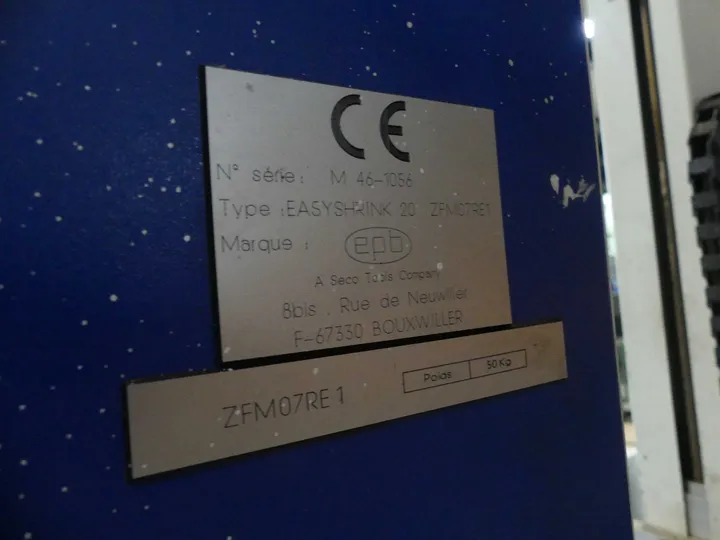 CE
N° série : M 46-1056
Type : EASYSHRINK 20 ZFM07RE1
Marque : epb
A Seco Tools Company
8bis , Rue de Neuwiller
F-67330 BOUXWILLER
ZFM07RE1 Poids 50 Kg